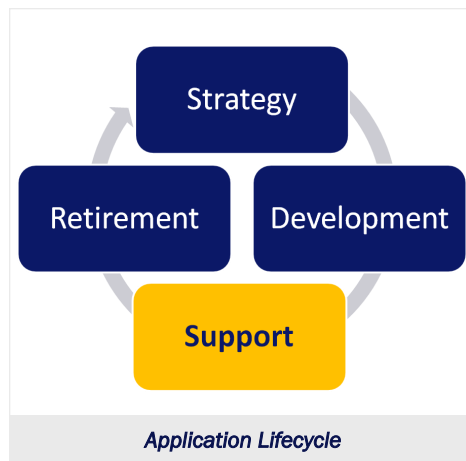 Strategy
Retirement
Development
Support
Application Lifecycle